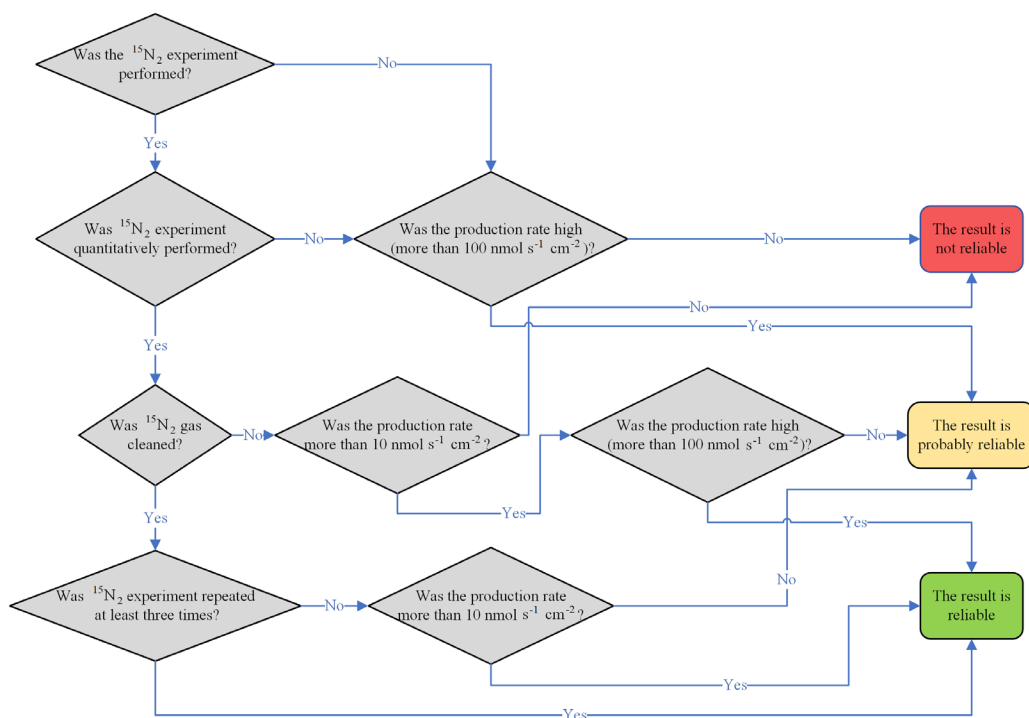 Was the ¹⁵N₂ experiment
performed?
No
Yes
Was ¹⁵N₂ experiment
quantitatively performed?
No
Was the production rate high
(more than 100 nmol s⁻¹ cm⁻²)?
No
The result is
not reliable
No
Yes
Yes
Was ¹⁵N₂ gas
cleaned?
No
Was the production rate
more than 10 nmol s⁻¹ cm⁻²?
Was the production rate high
(more than 100 nmol s⁻¹ cm⁻²)?
No
The result is
probably reliable
Yes
Yes
Yes
Was ¹⁵N₂ experiment repeated
at least three times?
No
Was the production rate
more than 10 nmol s⁻¹ cm⁻²?
No
The result is
reliable
Yes
Yes